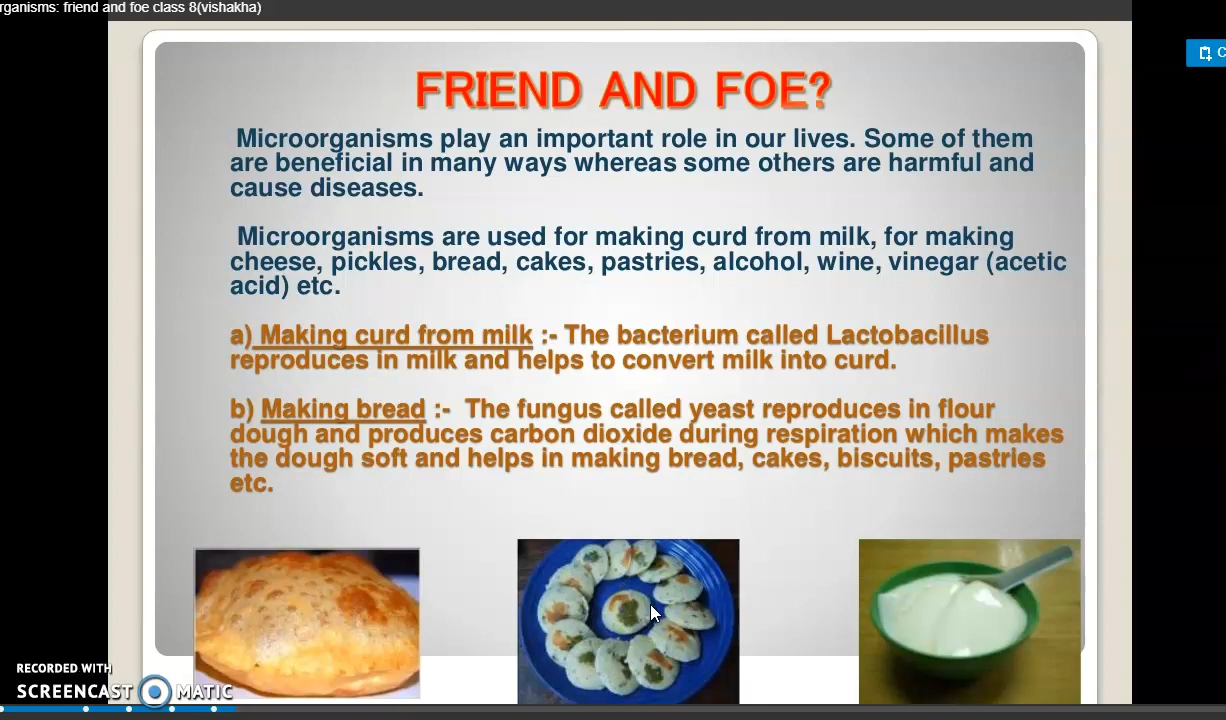 rganisms: friend and foe class 8(vishakha)
C
FRIEND AND FOE?
Microorganisms play an important role in our lives. Some of them
are beneficial in many ways whereas some others are harmful and
cause diseases.
Microorganisms are used for making curd from milk, for making
cheese, pickles, bread, cakes, pastries, alcohol, wine, vinegar (acetic
acid) etc.
a) Making curd from milk :- The bacterium called Lactobacillus
reproduces in milk and helps to convert milk into curd.
b) Making bread :- The fungus called yeast reproduces in flour
dough and produces carbon dioxide during respiration which makes
the dough soft and helps in making bread, cakes, biscuits, pastries
etc.
RECORDED WITH
SCREENCAST MATIC